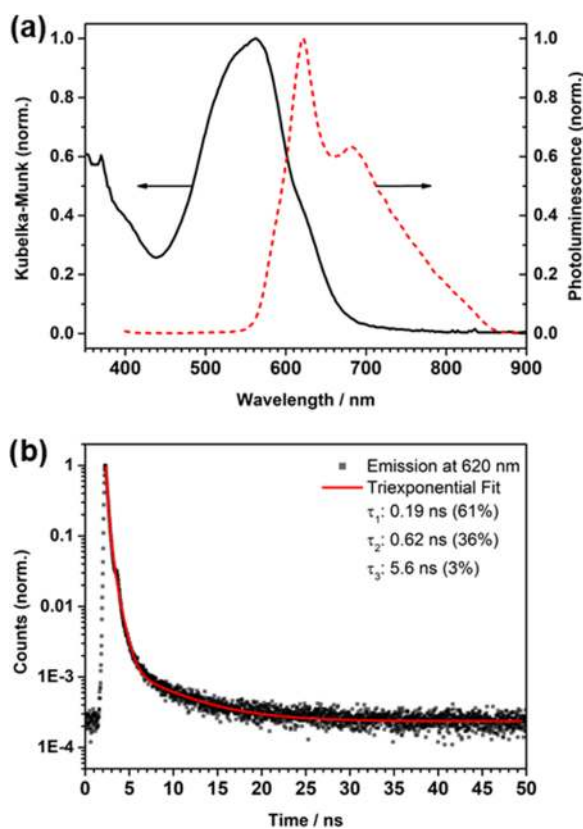 (a)
1.0
0.8
0.6
0.4
0.2
0.0
Kubelka-Munk (norm.)
1.0
0.8
0.6
0.4
0.2
0.0
Photoluminescence (norm.)
400 500 600 700 800 900
Wavelength / nm
(b)
1
0.1
0.01
1E-3
1E-4
Counts (norm.)
Emission at 620 nm
Triexponential Fit
τ1: 0.19 ns (61%)
τ2: 0.62 ns (36%)
τ3: 5.6 ns (3%)
0 5 10 15 20 25 30 35 40 45 50
Time / ns